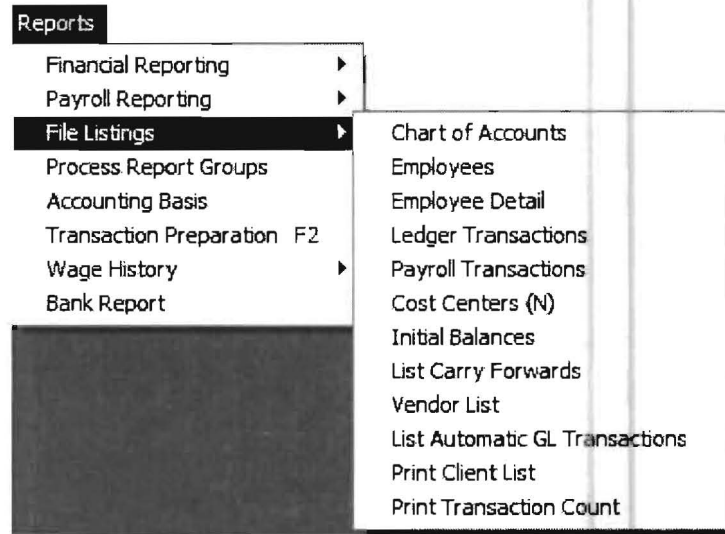 Reports
Financial Reporting
Payroll Reporting
File Listings
Process Report Groups
Accounting Basis
Transaction Preparation F2
Wage History
Bank Report
Chart of Accounts
Employees
Employee Detail
Ledger Transactions
Payroll Transactions
Cost Centers (N)
Initial Balances
List Carry Forwards
Vendor List
List Automatic GL Transactions
Print Client List
Print Transaction Count